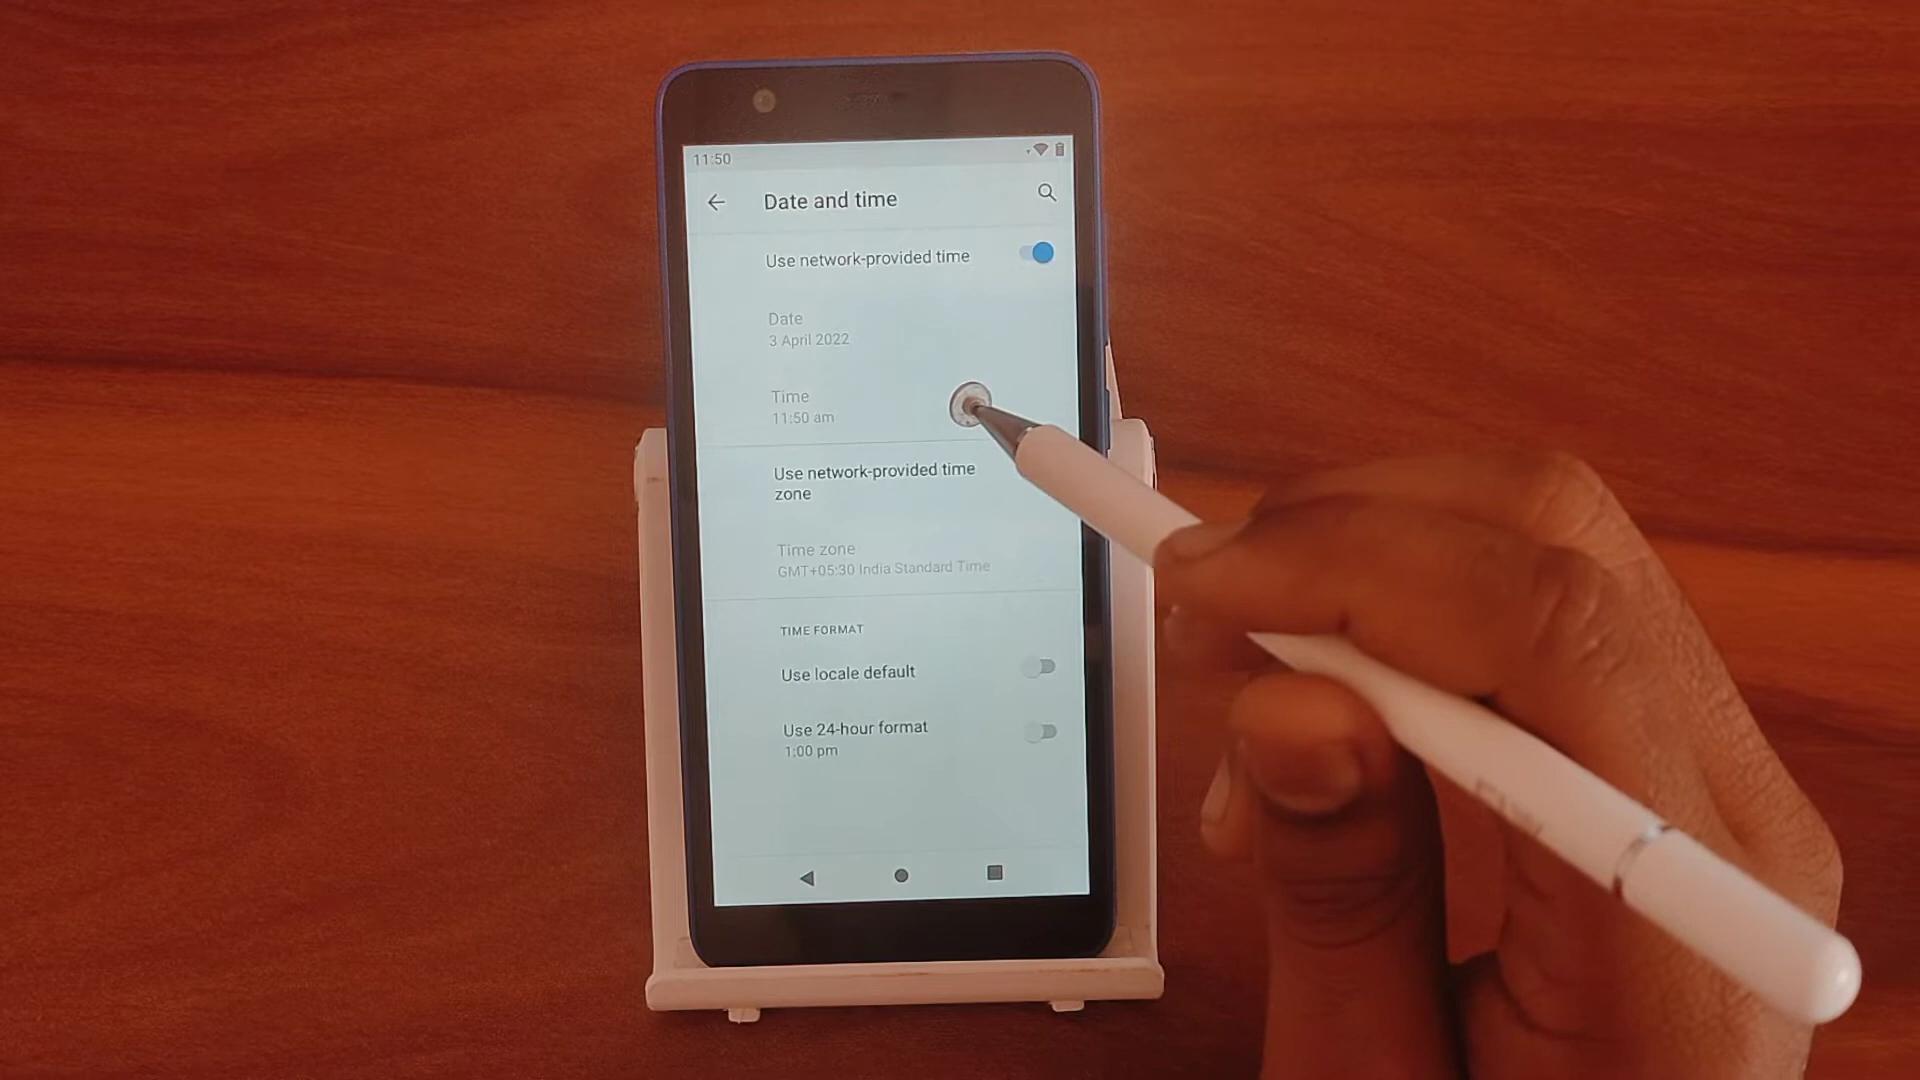 11:50
Date and time
Use network-provided time
Date
3 April 2022
Time
11:50 am
Use network-provided time
zone
Time zone
GMT+05:30 India Standard Time
TIME FORMAT
Use locale default
Use 24-hour format
1:00 pm